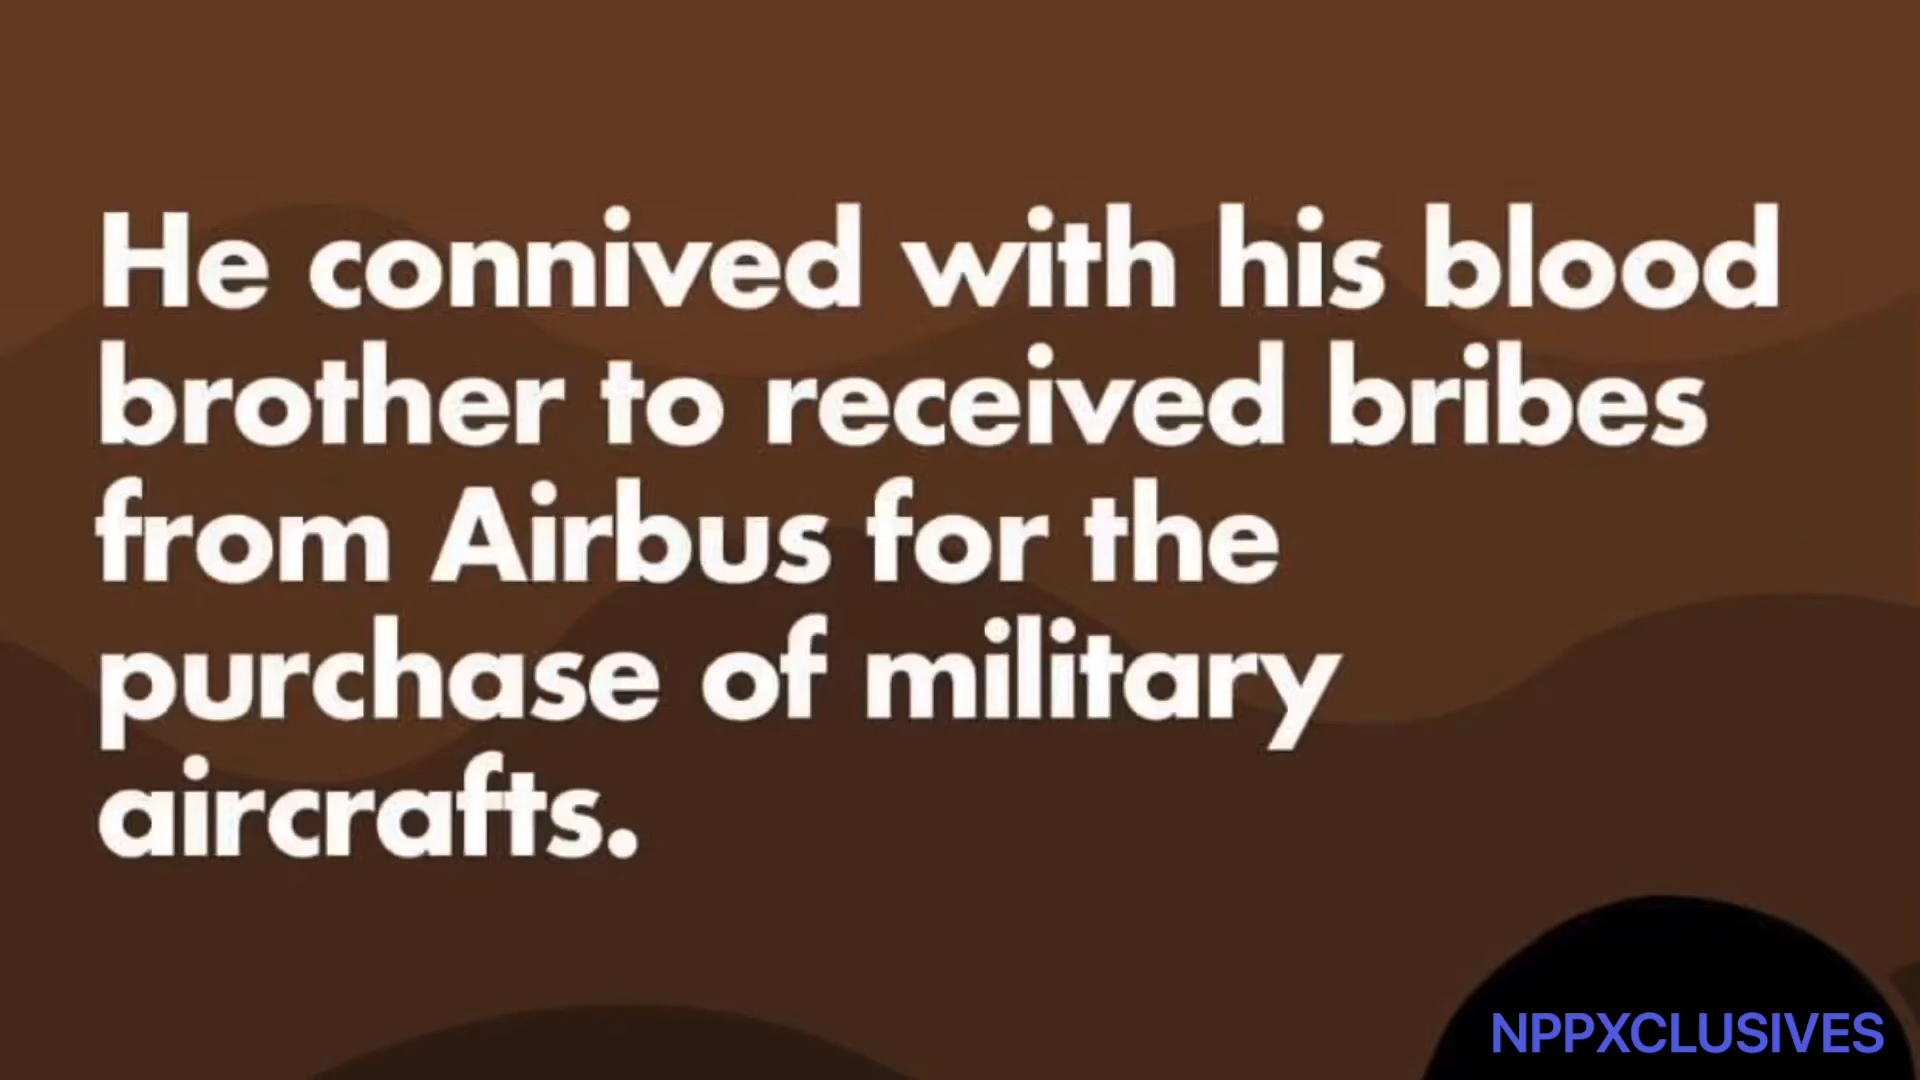 He connived with his blood
brother to received bribes
from Airbus for the
purchase of military
aircrafts.
NPPXCLUSIVES